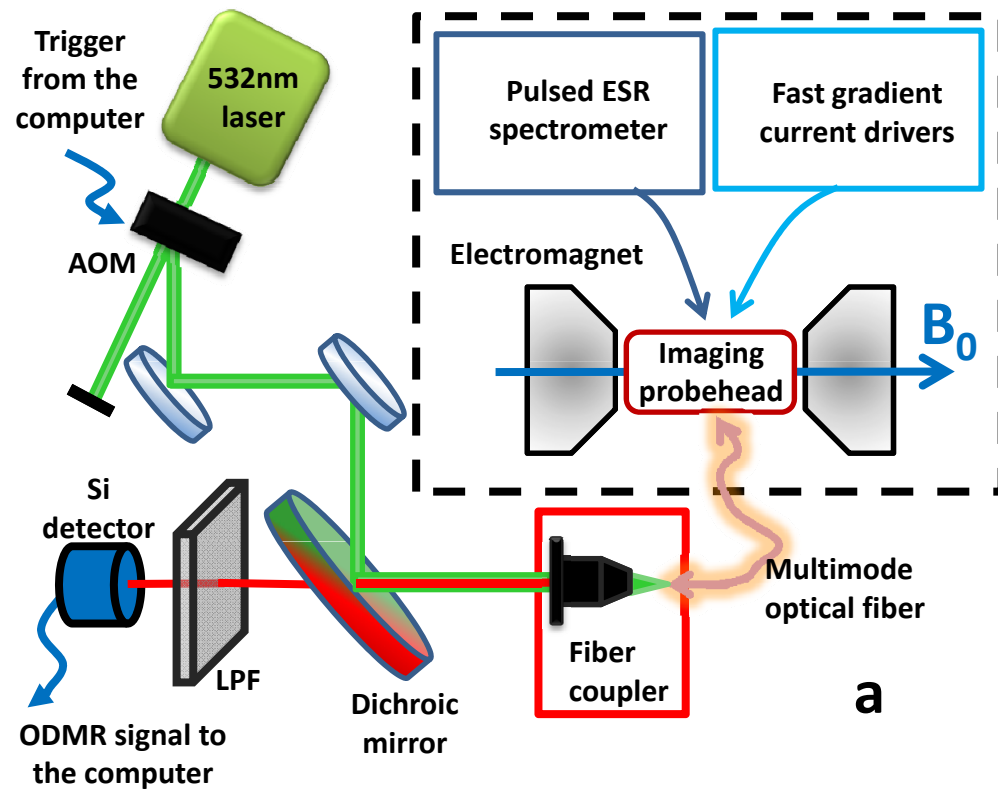 Trigger
from the
computer
532nm
laser
AOM
Pulsed ESR
spectrometer
Fast gradient
current drivers
Electromagnet
Imaging
probehead
B0
Si
detector
LPF
Dichroic
mirror
Fiber
coupler
Multimode
optical fiber
ODMR signal to
the computer
a